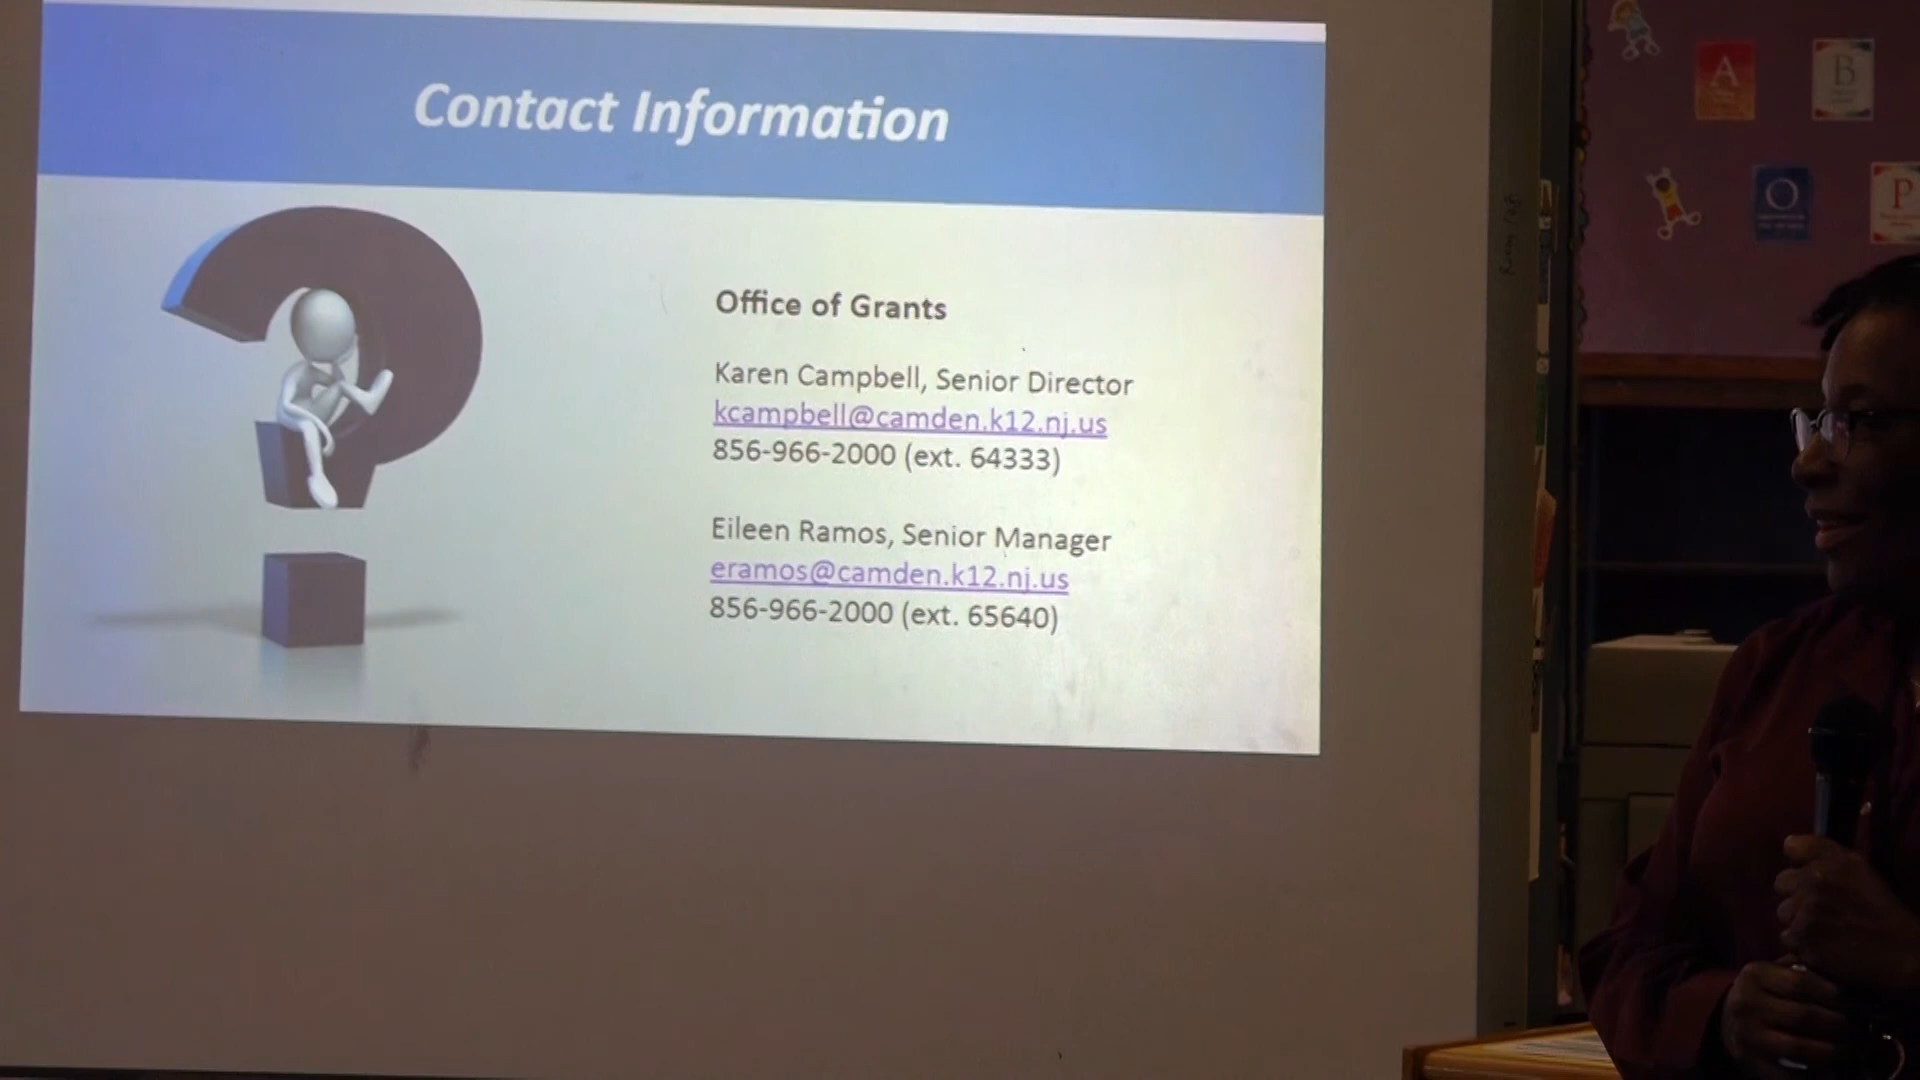 Contact Information
Office of Grants
Karen Campbell, Senior Director
kcampbell@camden.k12.nj.us
856-966-2000 (ext. 64333)
Eileen Ramos, Senior Manager
eramos@camden.k12.nj.us
856-966-2000 (ext. 65640)
A
B
O
P